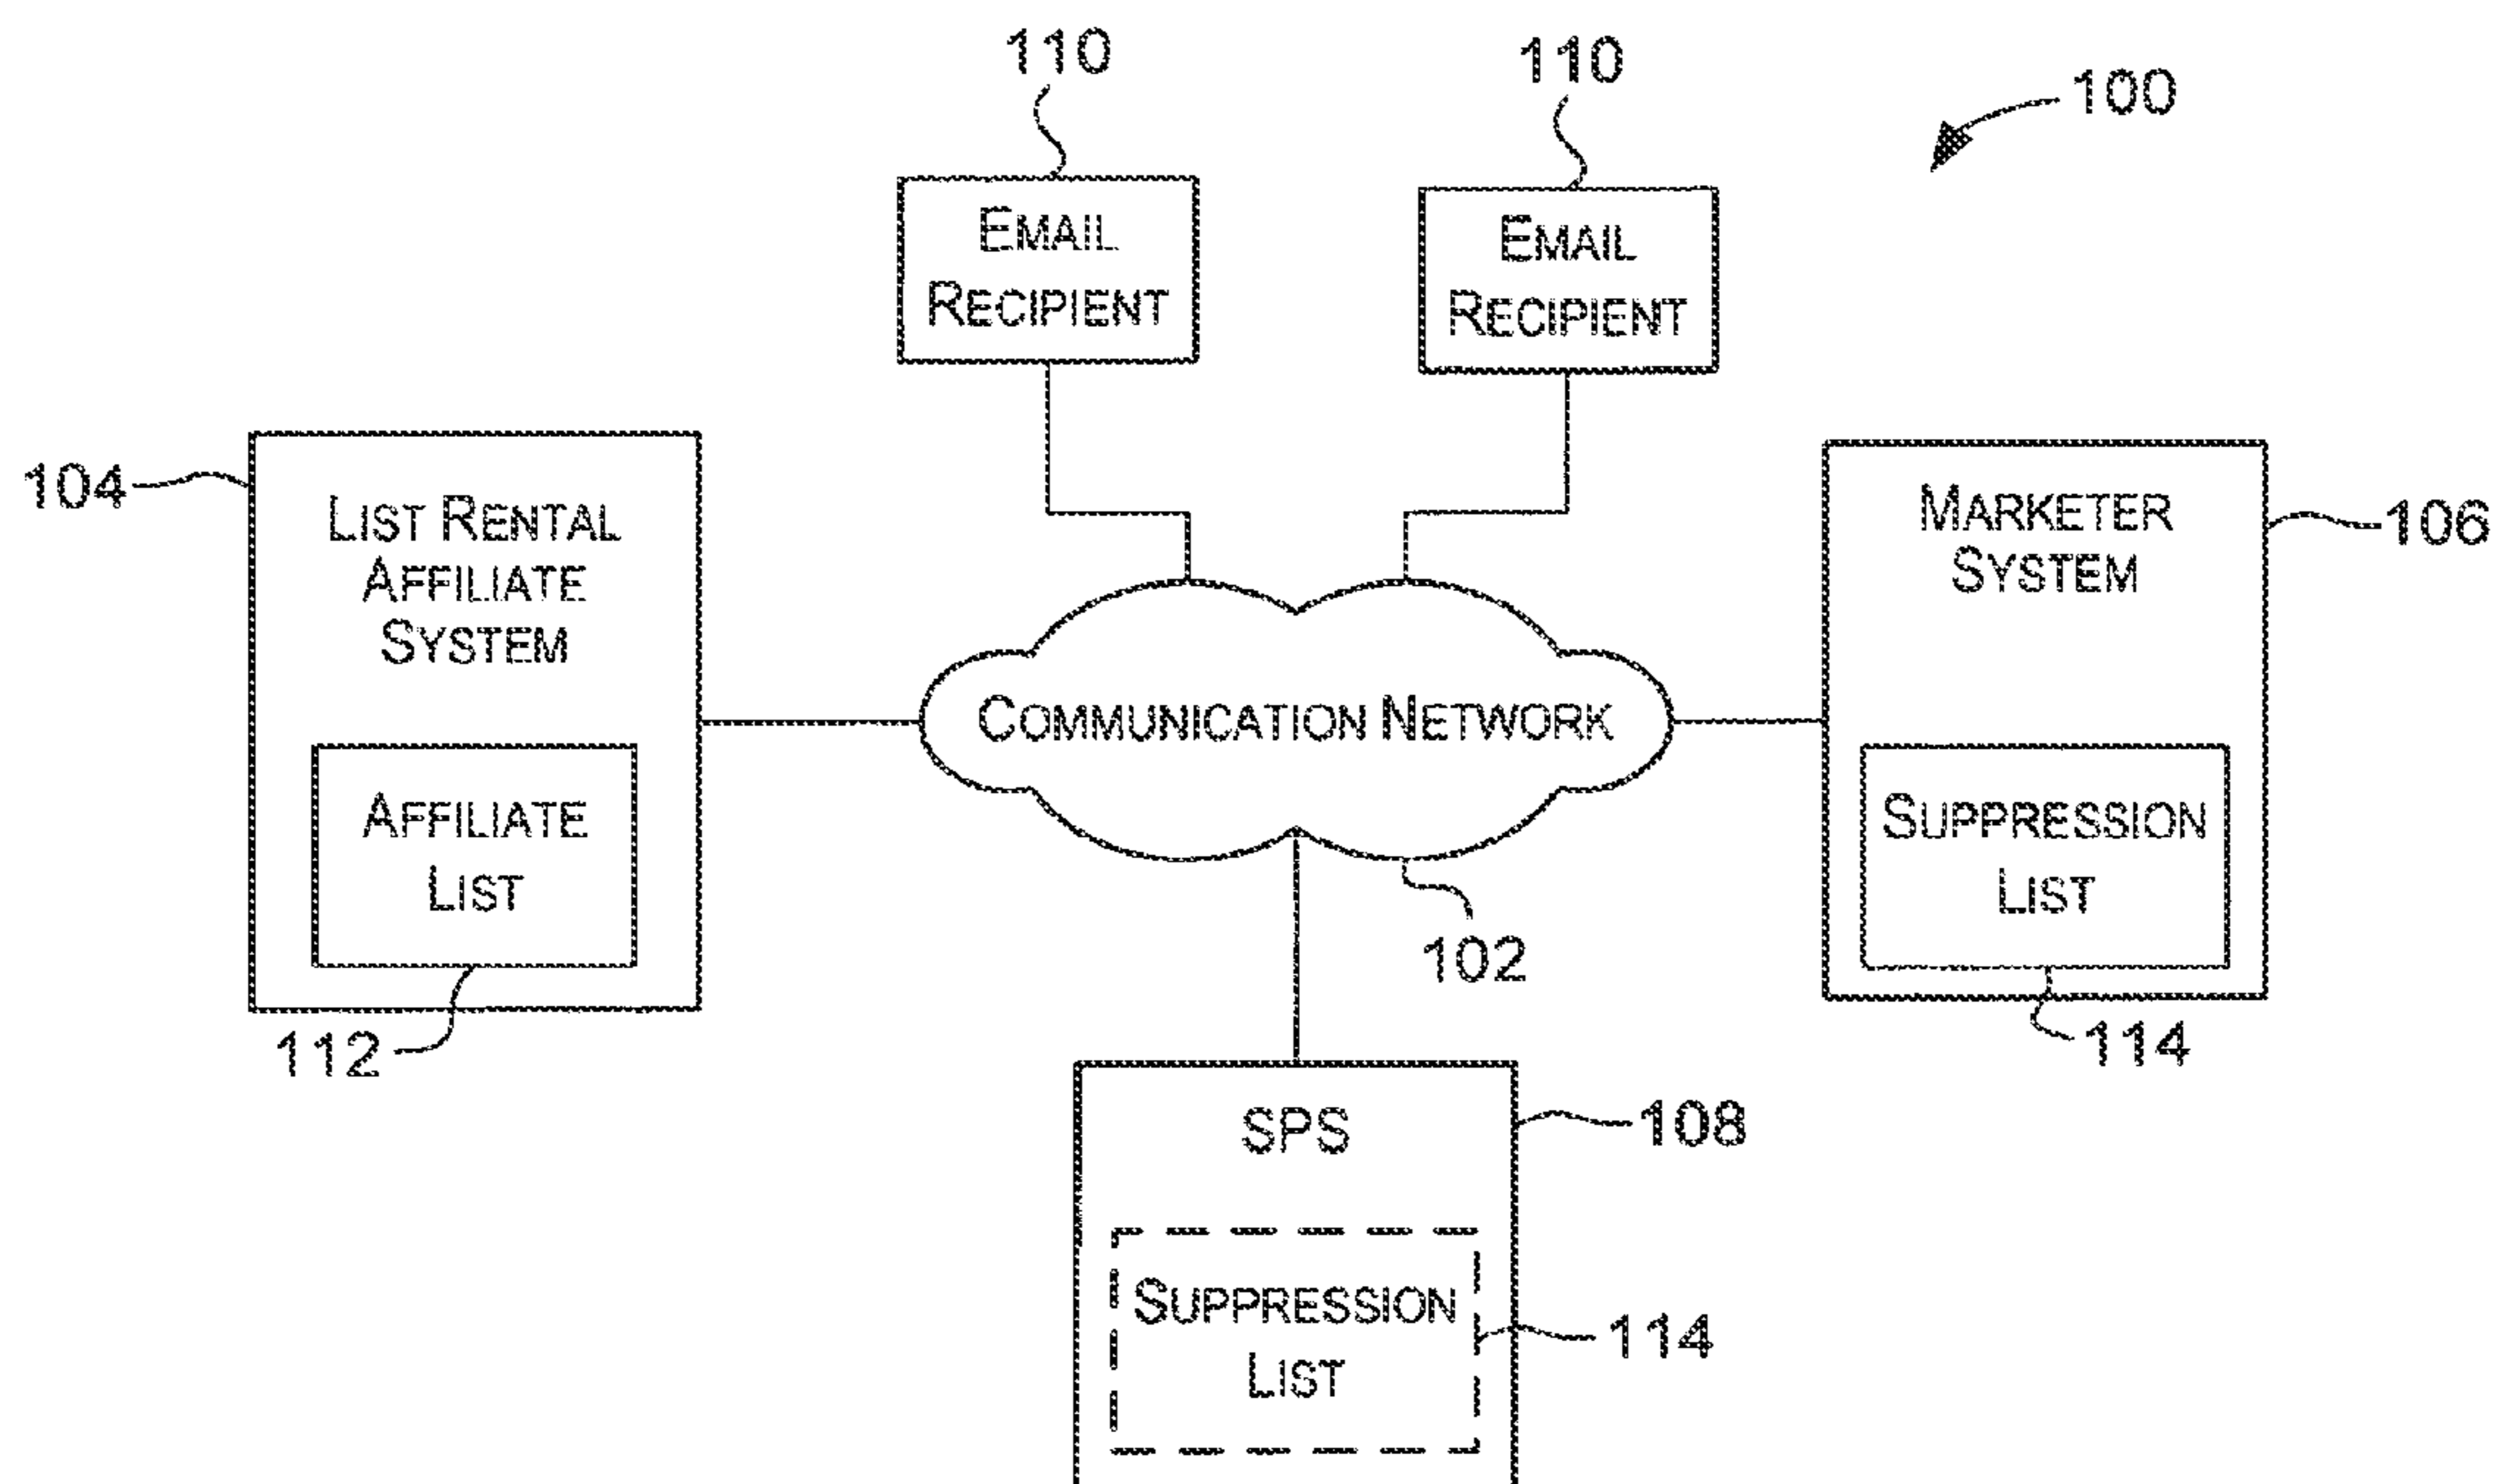 110
110
100
EMAIL
RECIPIENT
EMAIL
RECIPIENT
104
LIST RENTAL
AFFILIATE
SYSTEM
MARKETER
SYSTEM
106
COMMUNICATION NETWORK
AFFILIATE
LIST
SUPPRESSION
LIST
102
112
114
SPS
108
SUPPRESSION
LIST
114